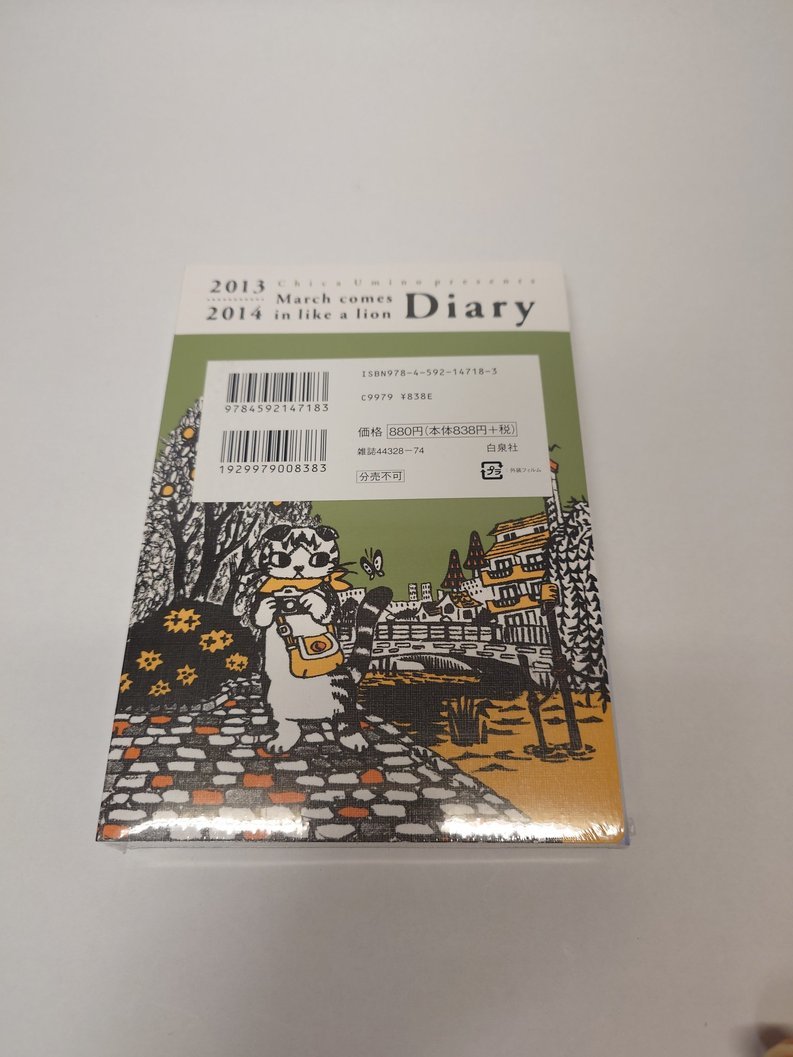 2013
2014
Chica Umino presents
March comes
in like a lion
Diary
ISBN978-4-592-14718-3
9784592147183
C9979 ¥838E
価格 880円(本体838円+税)
1929979008383
雑誌44328-74
白泉社
分売不可
プラ
:外装フィルム